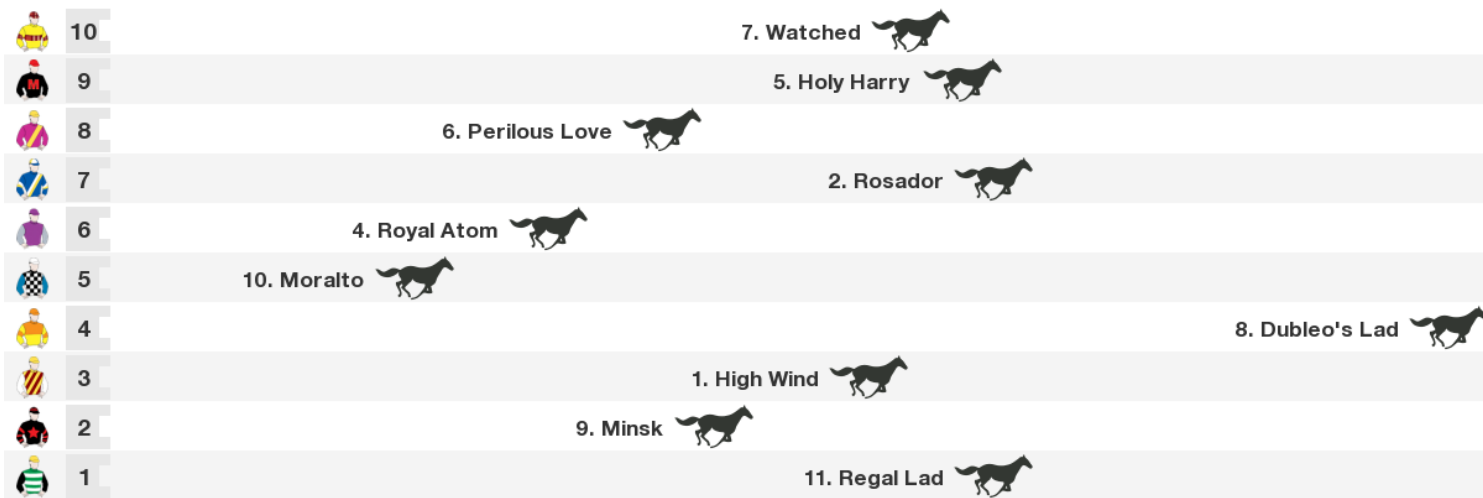 10 7. Watched
9 M 5. Holy Harry
8 6. Perilous Love
7 2. Rosador
6 4. Royal Atom
5 10. Moralto
4 8. Dubleo's Lad
3 1. High Wind
2 9. Minsk
1 11. Regal Lad